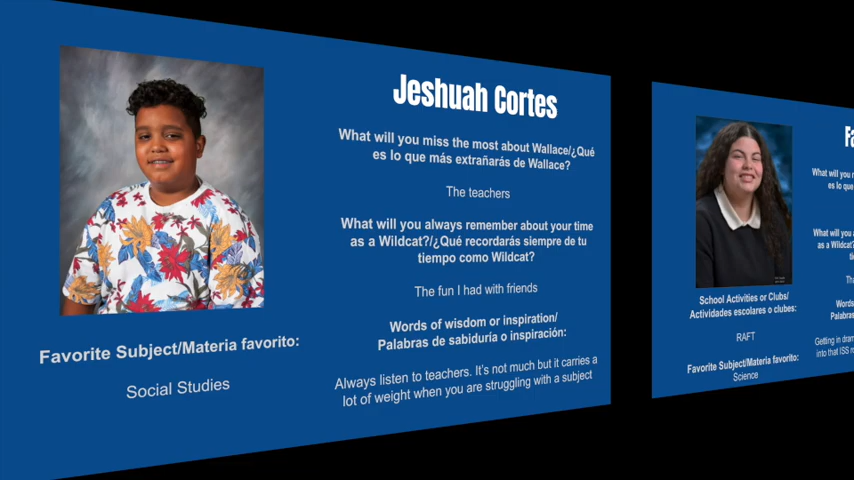 Jeshuah Cortes
What will you miss the most about Wallace/¿Qué
es lo que más extrañarás de Wallace?
The teachers
What will you always remember about your time
as a Wildcat?/¿Qué recordarás siempre de tu
tiempo como Wildcat?
The fun I had with friends
Words of wisdom or inspiration/
Palabras de sabiduría o inspiración:
Always listen to teachers. It's not much but it carries a
lot of weight when you are struggling with a subject
Favorite Subject/Materia favorito:
Social Studies
School Activities or Clubs/
Actividades escolares o clubes:
RAFT
Favorite Subject/Materia favorito:
Science
What will you
es lo que
What will you
as a Wildcat?/
Words
Palabras
Getting in
into that ISS